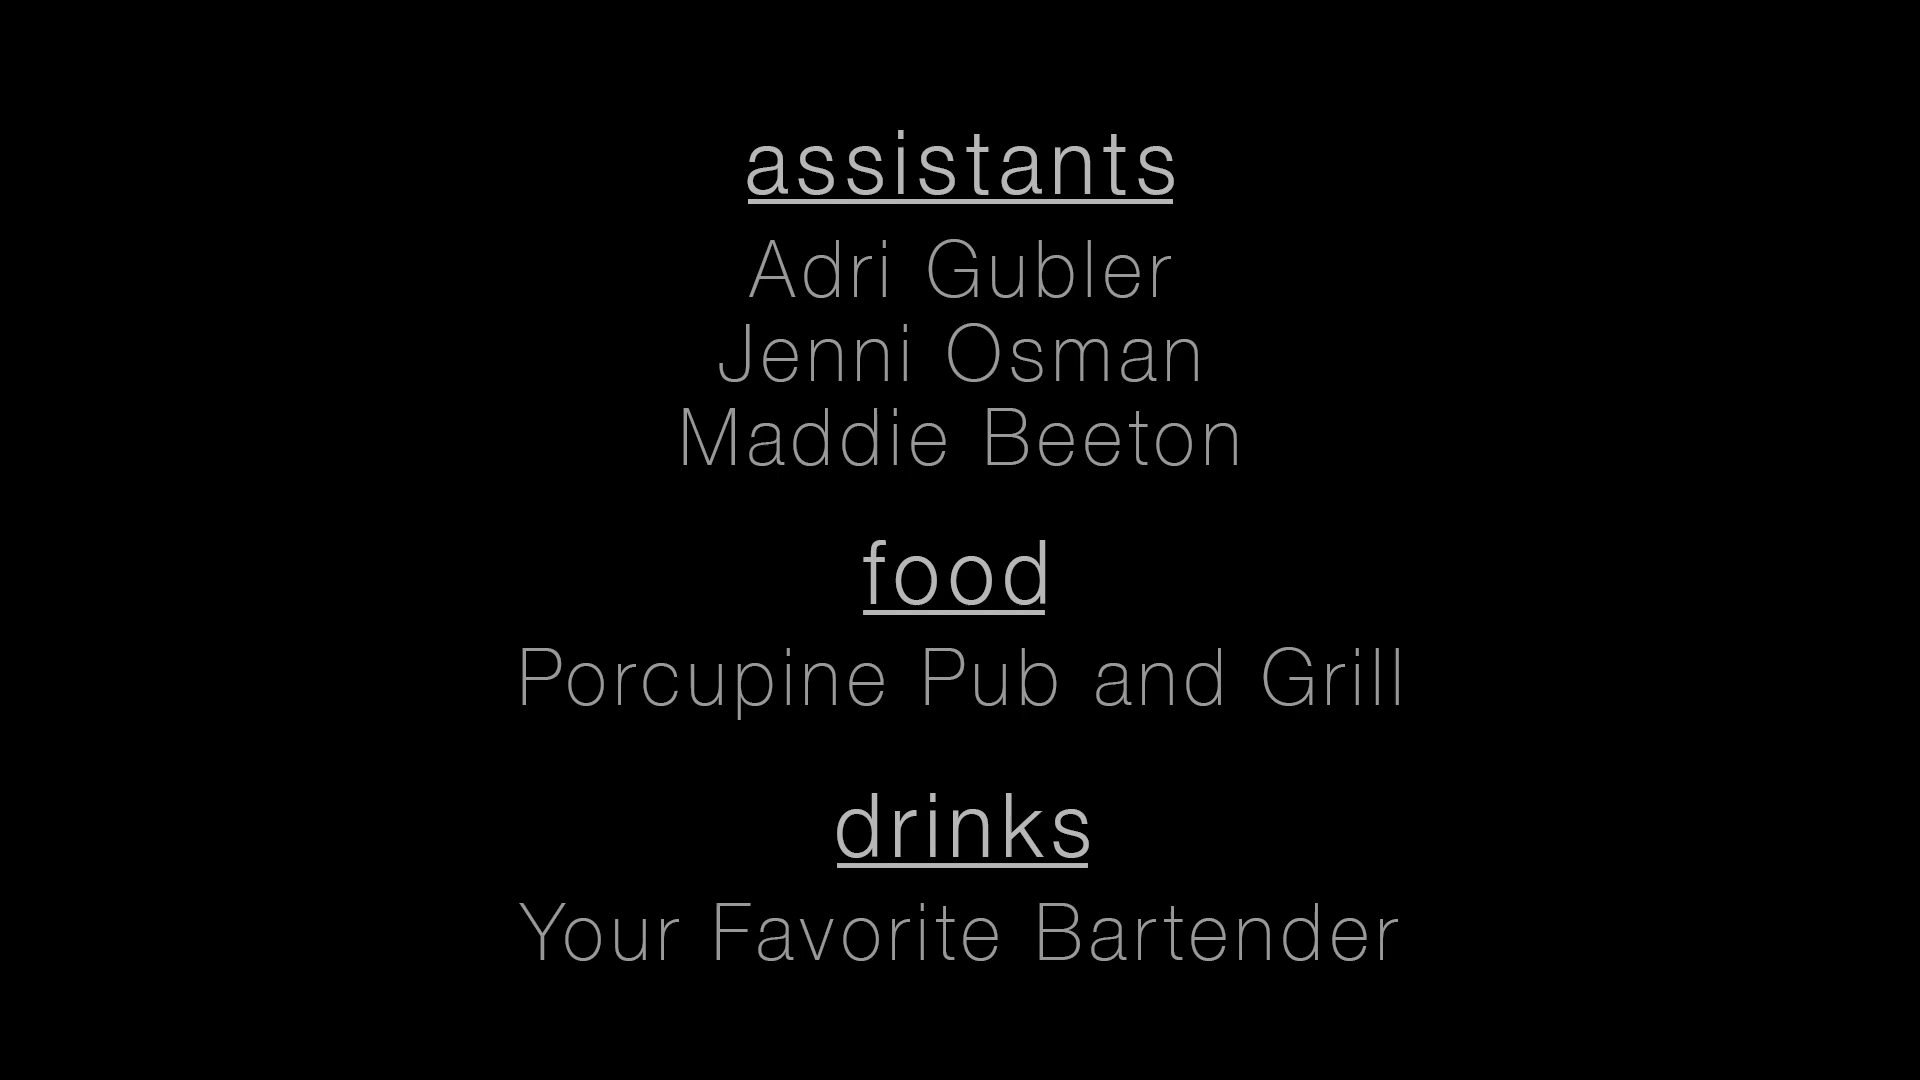 assistants
Adri Gubler
Jenni Osman
Maddie Beeton
food
Porcupine Pub and Grill
drinks
Your Favorite Bartender